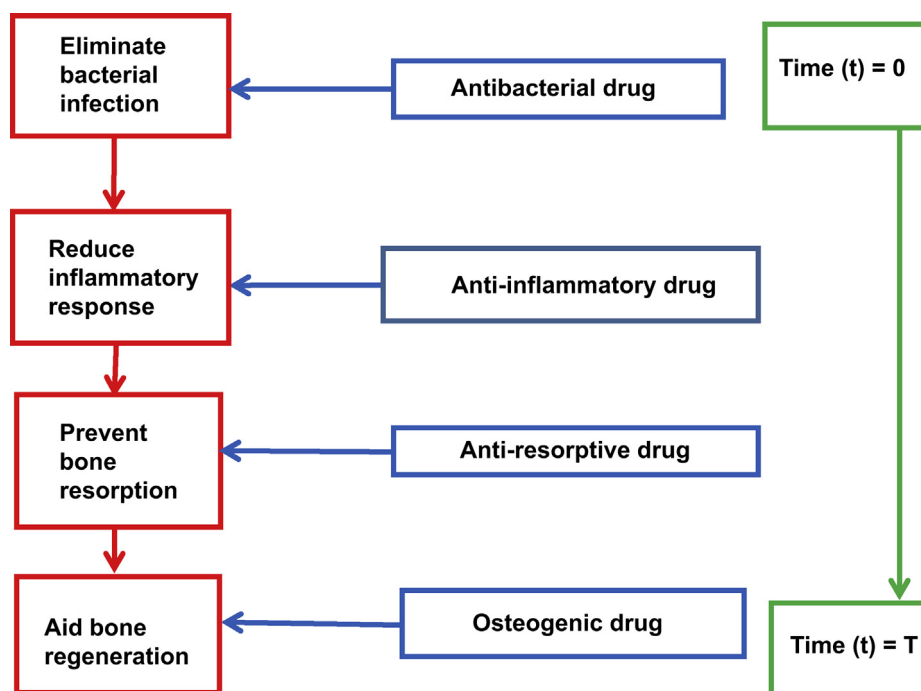 Eliminate
bacterial
infection
Antibacterial drug
Time (t) = 0
Reduce
inflammatory
response
Anti-inflammatory drug
Prevent
bone
resorption
Anti-resorptive drug
Aid bone
regeneration
Osteogenic drug
Time (t) = T